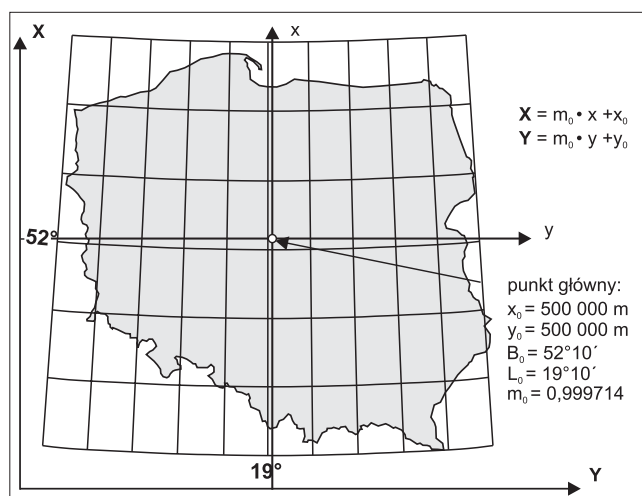 X
x
X = m₀ • x +x₀
Y = m₀ • y +y₀
52°
y
punkt główny:
x₀ = 500 000 m
y₀ = 500 000 m
B₀ = 52°10´
L₀ = 19°10´
m₀ = 0,999714
19°
Y